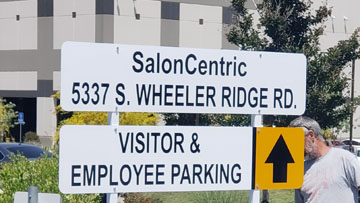 SalonCentric
5337 S. WHEELER RIDGE RD.
VISITOR &
EMPLOYEE PARKING